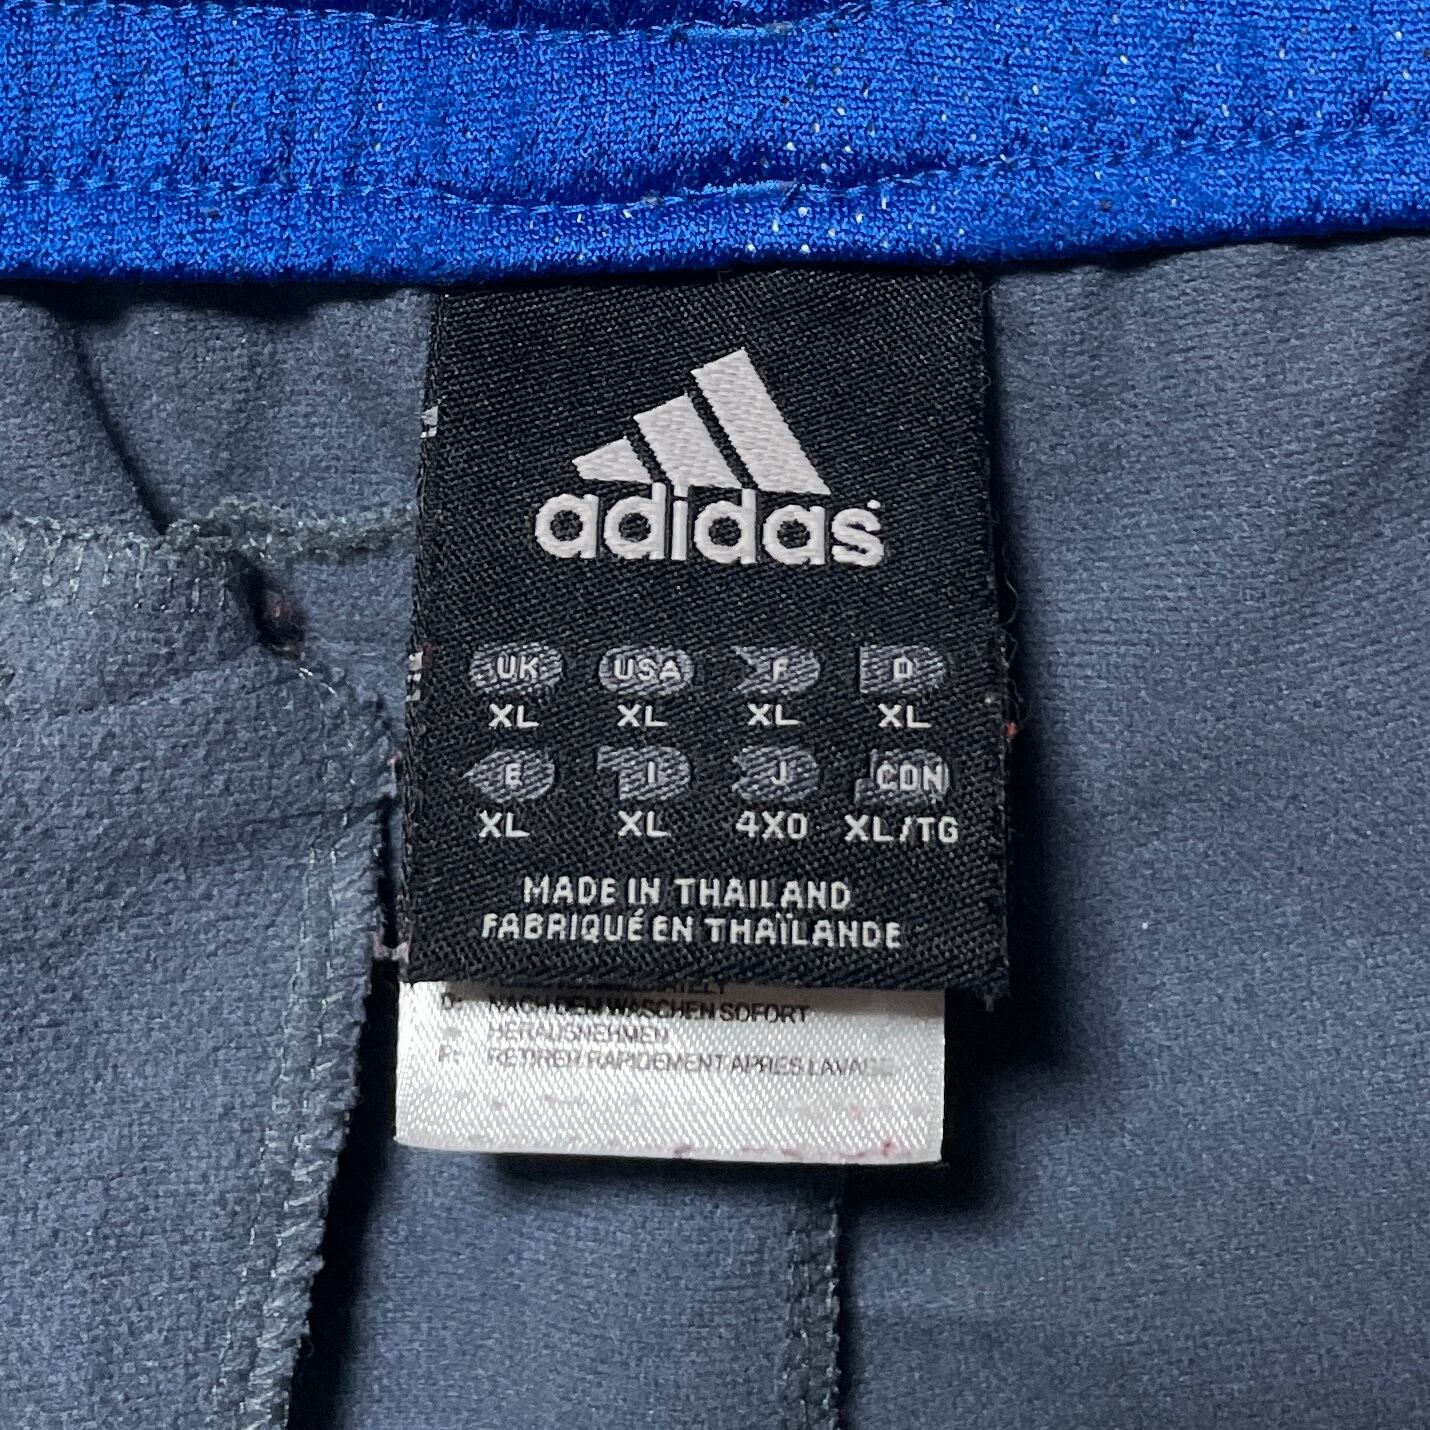 adidas
UK USA F D
XL XL XL XL
E I J CDN
XL XL 4XO XL/TG
MADE IN THAILAND
FABRIQUÉ EN THAÏLANDE
D: NACH DEM WASCHEN SOFORT
HERAUSNEHMEN
F: RETIRER RAPIDEMENT APRES LAVAGE